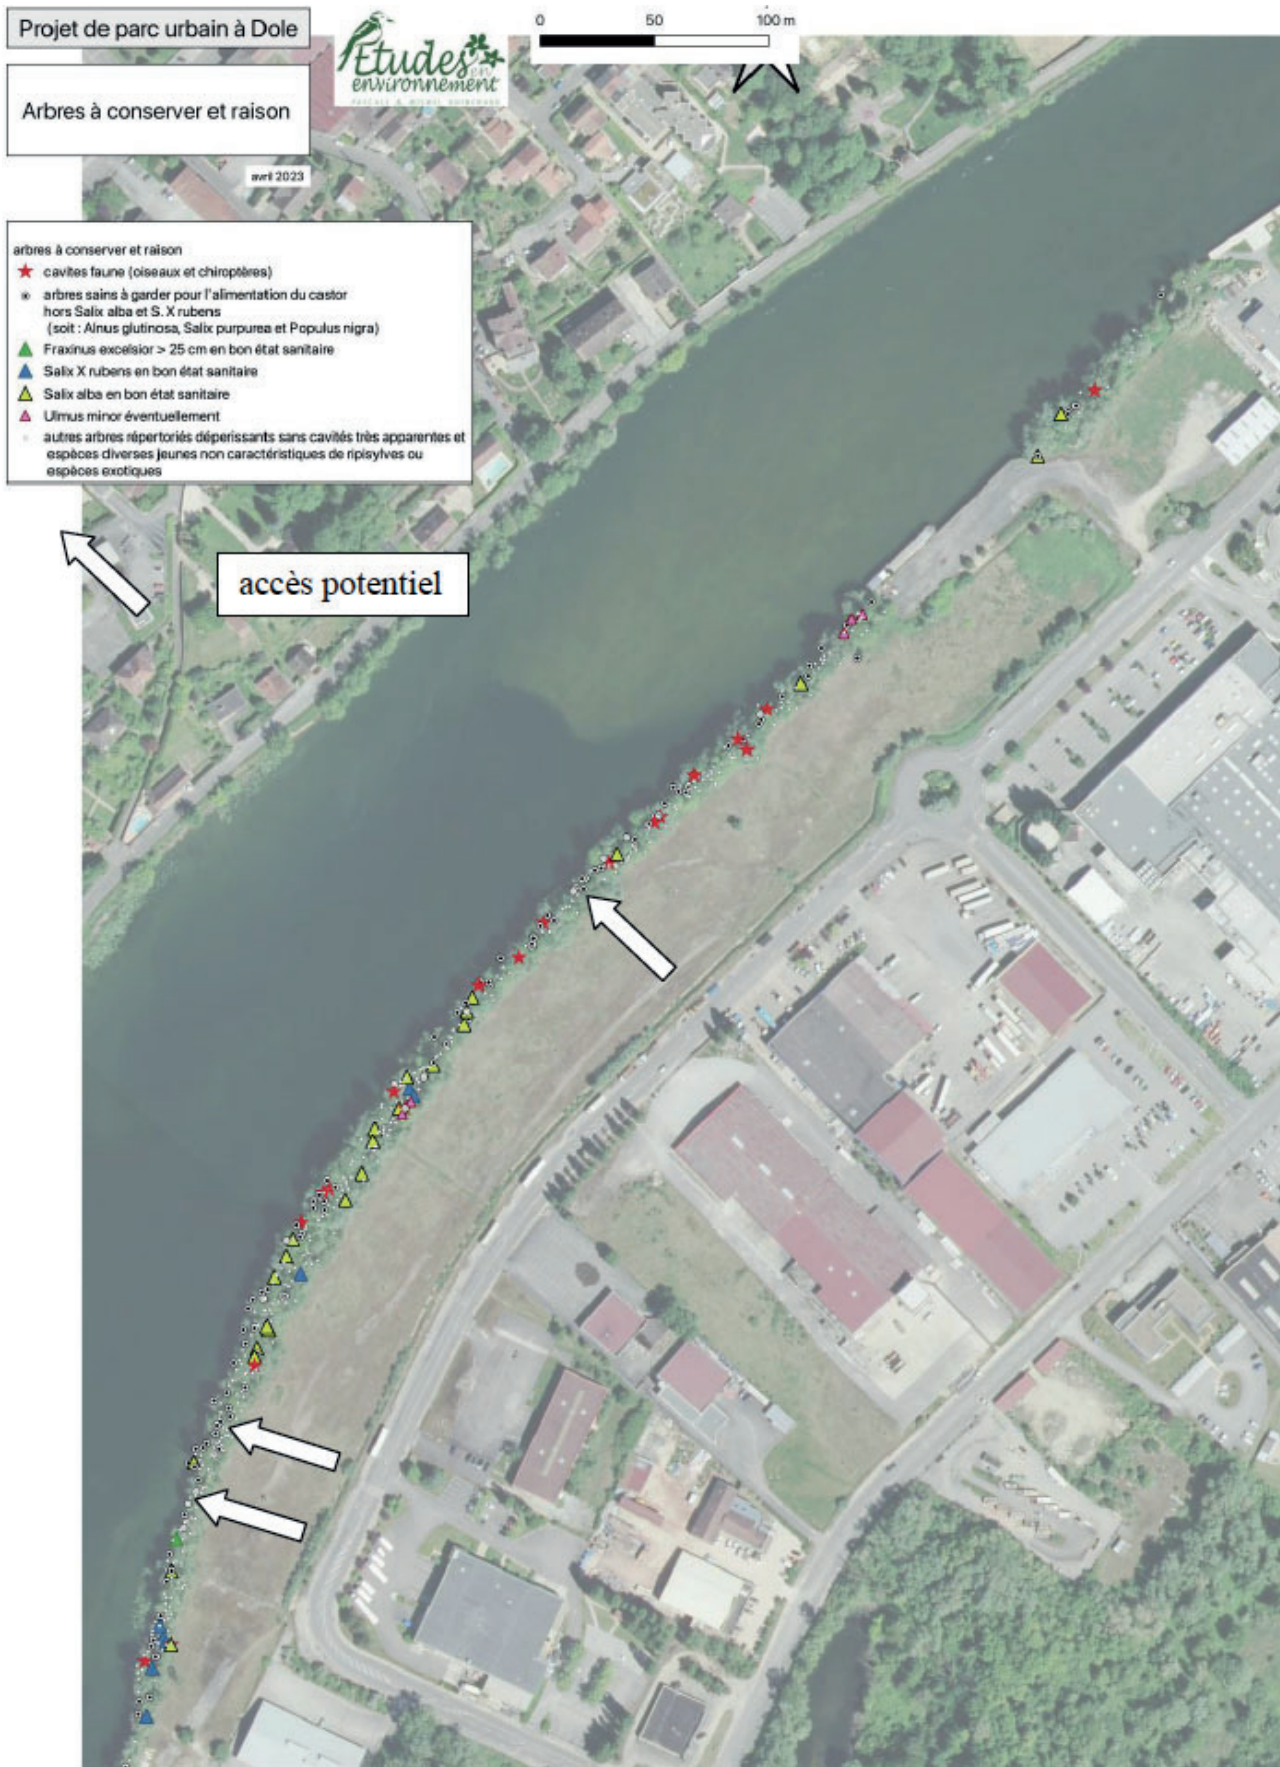 Projet de parc urbain à Dole
Études
en
environnement
0 50 100 m
Arbres à conserver et raison
avril 2023
arbres à conserver et raison
cavites faune (oiseaux et chiroptères)
arbres sains à garder pour l'alimentation du castor
hors Salix alba et S. X rubens
(soit : Alnus glutinosa, Salix purpurea et Populus nigra)
Fraxinus excelsior > 25 cm en bon état sanitaire
Salix X rubens en bon état sanitaire
Salix alba en bon état sanitaire
Ulmus minor éventuellement
autres arbres répertoriés déperissants sans cavités très apparentes et
espèces diverses jeunes non caractéristiques de ripisylves ou
espèces exotiques
accès potentiel